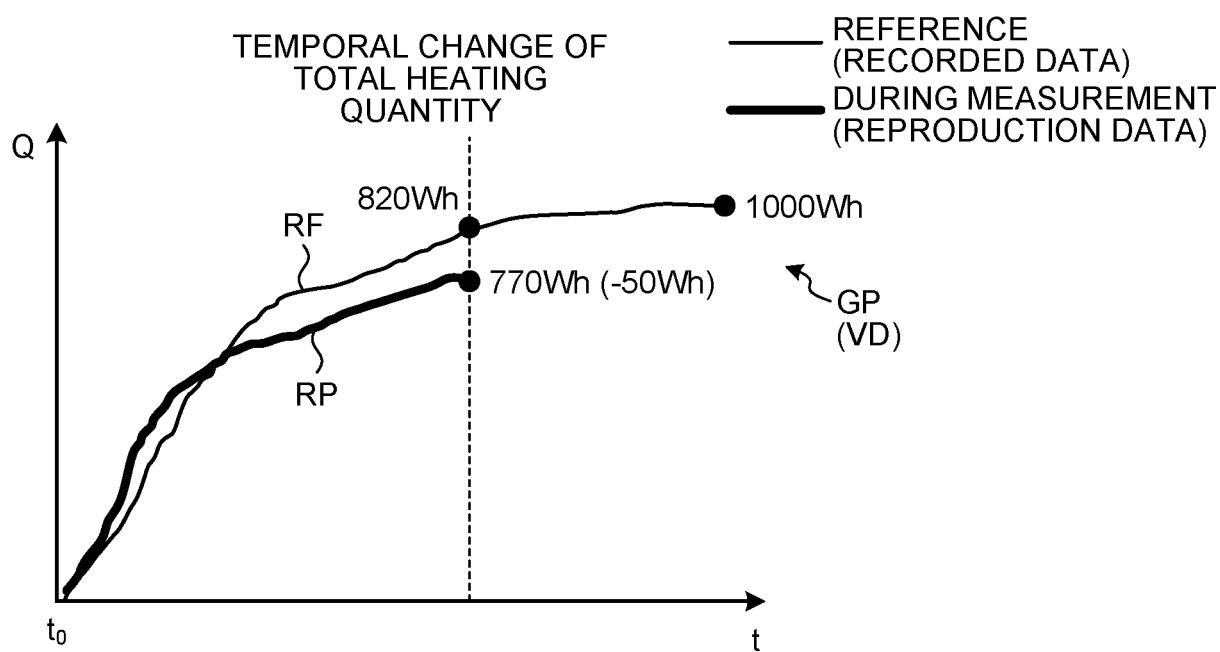 TEMPORAL CHANGE OF
TOTAL HEATING
QUANTITY
REFERENCE
(RECORDED DATA)
DURING MEASUREMENT
(REPRODUCTION DATA)
Q
820Wh
1000Wh
RF
770Wh (-50Wh)
GP
(VD)
RP
t₀
t